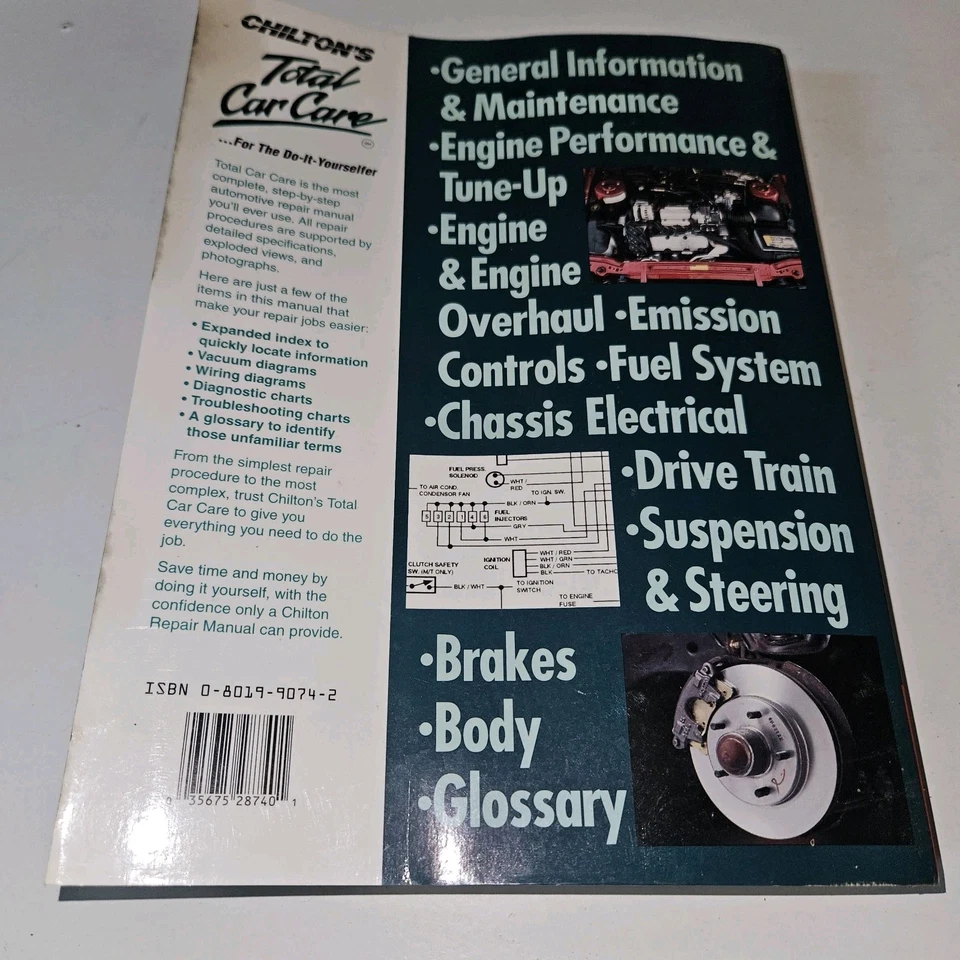 CHILTON'S
Total
Car Care
...For The Do-It-Yourselfer
Total Car Care is the most
complete, step-by-step
automotive repair manual
you'll ever use. All repair
procedures are supported by
detailed specifications,
exploded views, and
photographs.
Here are just a few of the
items in this manual that
make your repair jobs easier:
• Expanded index to
quickly locate information
• Vacuum diagrams
• Wiring diagrams
• Diagnostic charts
• Troubleshooting charts
• A glossary to identify
those unfamiliar terms
From the simplest repair
procedure to the most
complex, trust Chilton's Total
Car Care to give you
everything you need to do the
job.
Save time and money by
doing it yourself, with the
confidence only a Chilton
Repair Manual can provide.
ISBN 0-8019-9074-2
0 35675 28740 1
•General Information
& Maintenance
•Engine Performance &
Tune-Up
•Engine
& Engine
Overhaul •Emission
Controls •Fuel System
•Chassis Electrical
FUEL PRESS.
SOLENOID
WHT/
RED
TO AIR COND.
CONDENSOR FAN
TO IGN. SW.
BLK/ORN
FUEL
INJECTORS
GRY
WHT
CLUTCH SAFETY
SW. (M/T ONLY)
IGNITION
COIL
WHT/RED
WHT/GRN
BLK/ORN
BLK
TO TACHO
BLK/WHT
TO IGNITION
SWITCH
TO ENGINE
FUSE
•Drive Train
•Suspension
& Steering
•Brakes
•Body
•Glossary